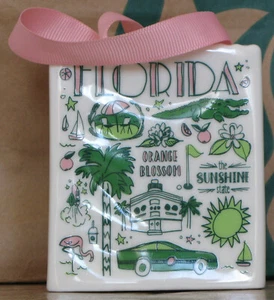 FLORIDA
ORANGE
BLOSSOM
the
SUNSHINE
state